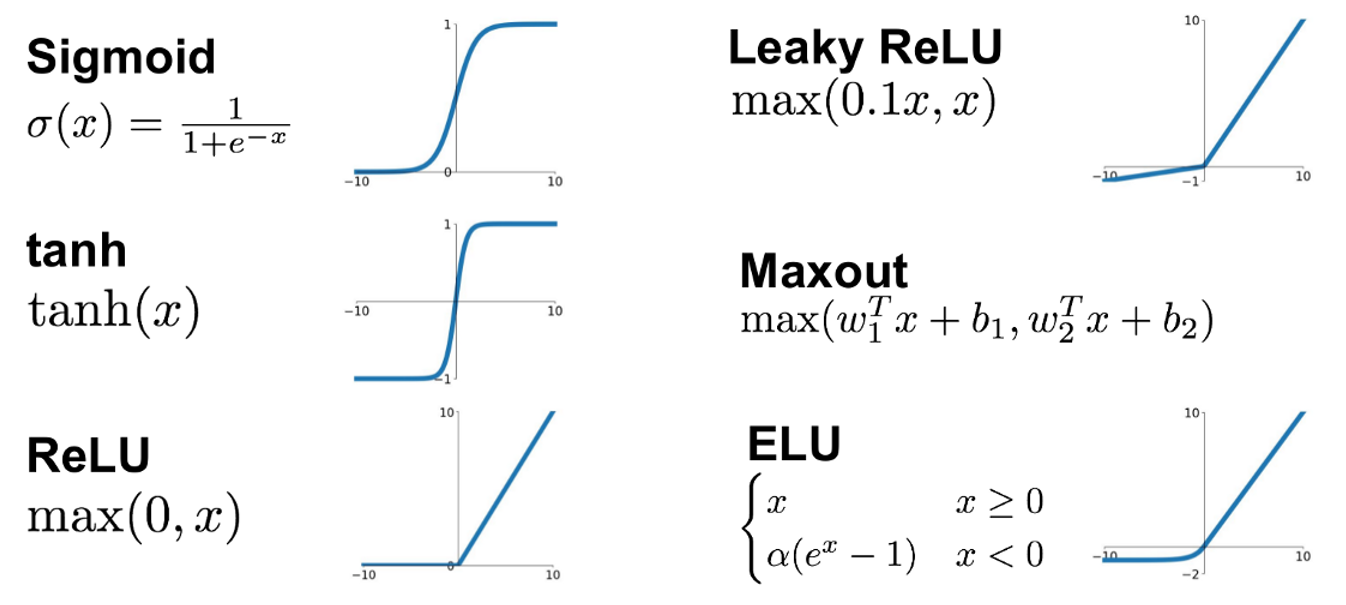 Sigmoid
σ(x) = 1/(1+e^{-x})
1
0
-10
10
tanh
tanh(x)
1
-10
10
-1
ReLU
max(0, x)
10
0
-10
10
Leaky ReLU
max(0.1x, x)
10
-10
-1
10
Maxout
max(w_1^T x + b_1, w_2^T x + b_2)
ELU
{ x x ≥ 0
α(e^x − 1) x < 0
10
-10
-2
10